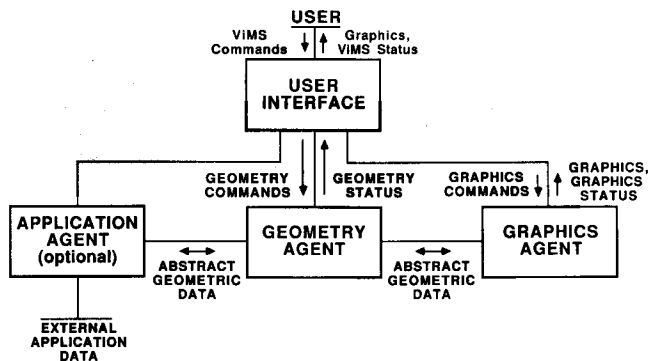 USER
ViMS
Commands
Graphics,
ViMS Status
USER
INTERFACE
GEOMETRY
COMMANDS
GEOMETRY
STATUS
GRAPHICS
COMMANDS
GRAPHICS,
GRAPHICS
STATUS
APPLICATION
AGENT
(optional)
GEOMETRY
AGENT
GRAPHICS
AGENT
ABSTRACT
GEOMETRIC
DATA
ABSTRACT
GEOMETRIC
DATA
EXTERNAL
APPLICATION
DATA